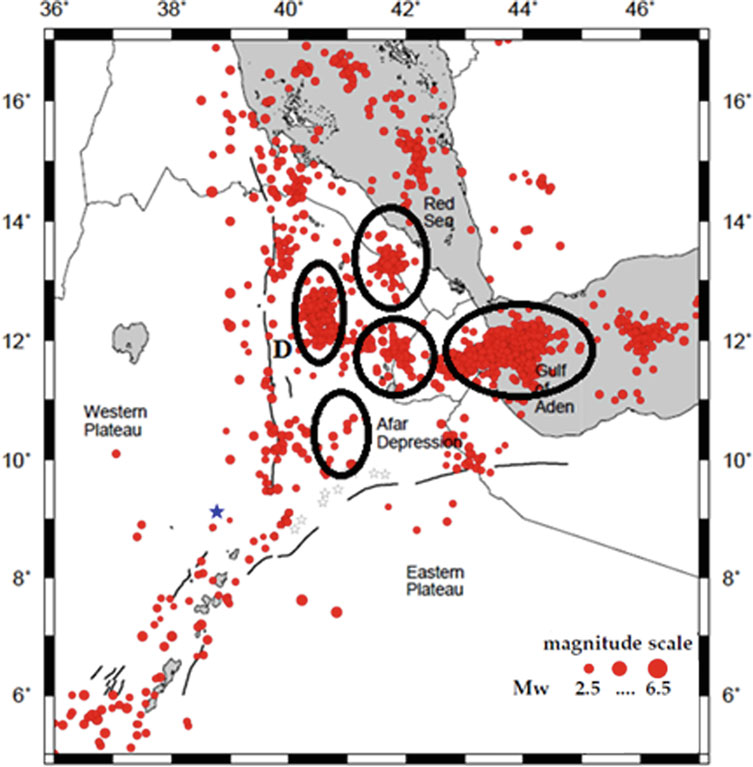 36° 38° 40° 42° 44° 46°
16° 16°
Red
Sea
14° 14°
12° 12°
D
Gulf
of
Aden
Western
Plateau
Afar
Depression
10° 10°
8° 8°
Eastern
Plateau
magnitude scale
6° 6°
Mw 2.5 .... 6.5